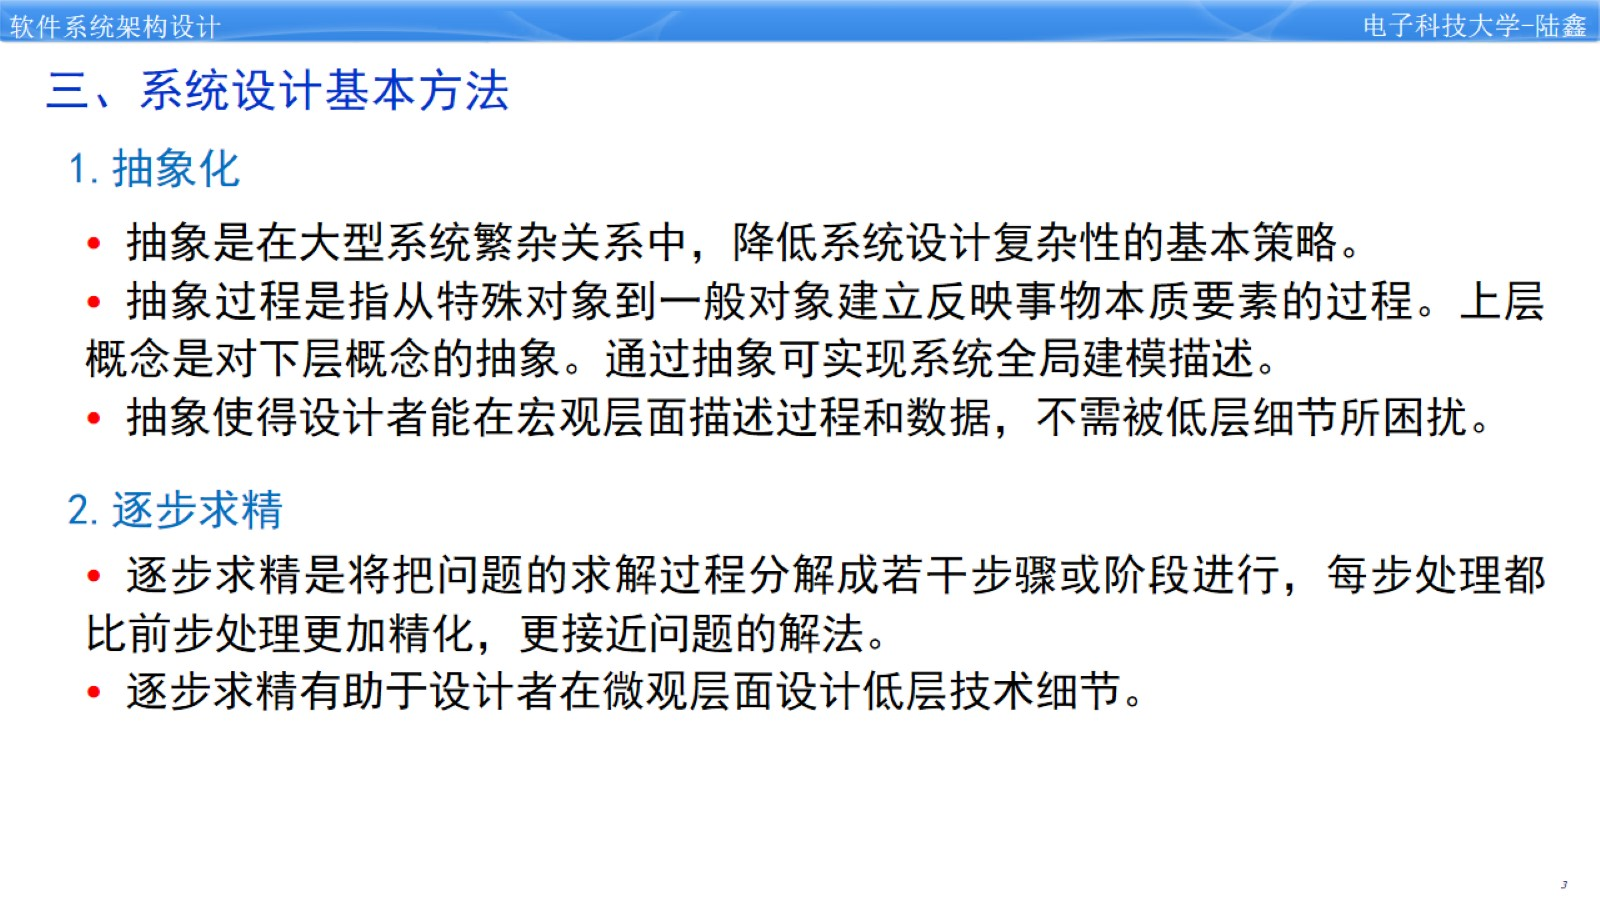 软件系统架构设计
电子科技大学-陆鑫
三、系统设计基本方法
1.抽象化
• 抽象是在大型系统繁杂关系中，降低系统设计复杂性的基本策略。
• 抽象过程是指从特殊对象到一般对象建立反映事物本质要素的过程。上层
概念是对下层概念的抽象。通过抽象可实现系统全局建模描述。
• 抽象使得设计者能在宏观层面描述过程和数据，不需被低层细节所困扰。
2.逐步求精
• 逐步求精是将把问题的求解过程分解成若干步骤或阶段进行，每步处理都
比前步处理更加精化，更接近问题的解法。
• 逐步求精有助于设计者在微观层面设计低层技术细节。
3